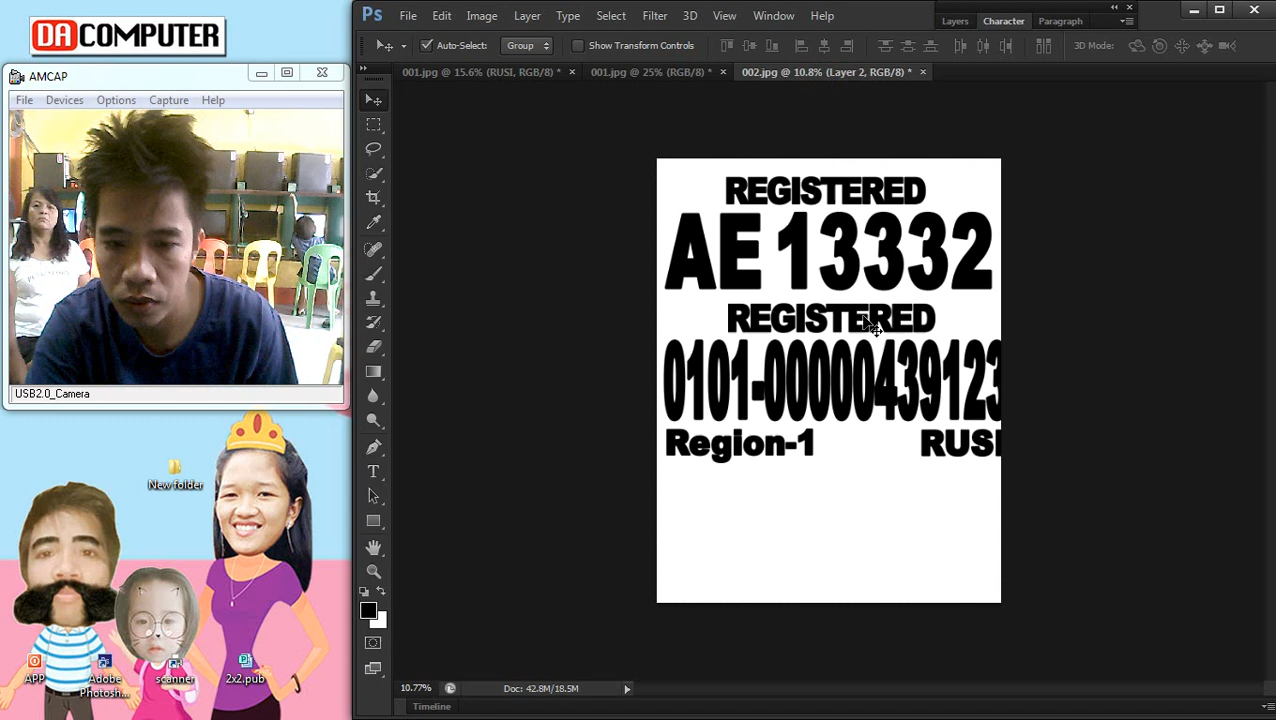 DACOMPUTER
AMCAP
File Devices Options Capture Help
USB2.0_Camera
New folder
APP
Adobe Photosh...
scanner
2x2.pub
Ps File Edit Image Layer Type Select Filter 3D View Window Help
Layers Character Paragraph
Auto-Select: Group Show Transform Controls 3D Mode:
001.jpg @ 15.6% (RUSI, RGB/8) * 001.jpg @ 25% (RGB/8) * 002.jpg @ 10.8% (Layer 2, RGB/8) *
REGISTERED
AE 13332
REGISTERED
0101-00000439123
Region-1 RUSI
10.77% Doc: 42.8M/18.5M
Timeline